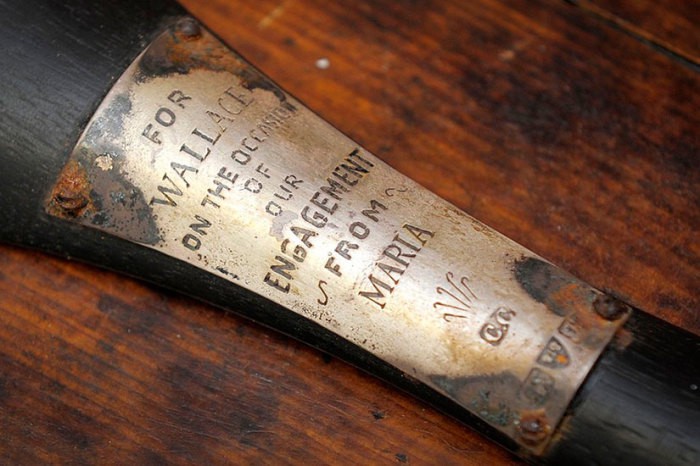 FOR
WALLACE
ON THE OCCASION
OF
OUR
ENGAGEMENT
FROM
MARIA